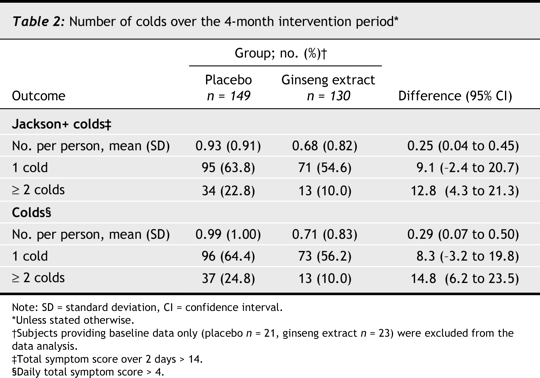 Table 2: Number of colds over the 4-month intervention period*
Group; no. (%)†
Placebo Ginseng extract
Outcome n = 149 n = 130 Difference (95% CI)
Jackson+ colds‡
No. per person, mean (SD) 0.93 (0.91) 0.68 (0.82) 0.25 (0.04 to 0.45)
1 cold 95 (63.8) 71 (54.6) 9.1 (–2.4 to 20.7)
≥ 2 colds 34 (22.8) 13 (10.0) 12.8 (4.3 to 21.3)
Colds§
No. per person, mean (SD) 0.99 (1.00) 0.71 (0.83) 0.29 (0.07 to 0.50)
1 cold 96 (64.4) 73 (56.2) 8.3 (–3.2 to 19.8)
≥ 2 colds 37 (24.8) 13 (10.0) 14.8 (6.2 to 23.5)
Note: SD = standard deviation, CI = confidence interval.
*Unless stated otherwise.
†Subjects providing baseline data only (placebo n = 21, ginseng extract n = 23) were excluded from the
data analysis.
‡Total symptom score over 2 days > 14.
§Daily total symptom score > 4.